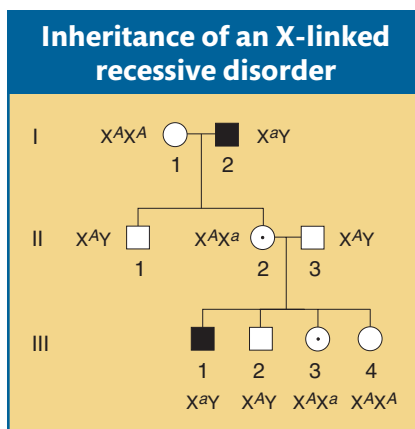 Inheritance of an X-linked
recessive disorder
I XᴬXᴬ XᵃY
1 2
II XᴬY XᴬXᵃ XᴬY
1 2 3
III
1 2 3 4
XᵃY XᴬY XᴬXᵃ XᴬXᴬ